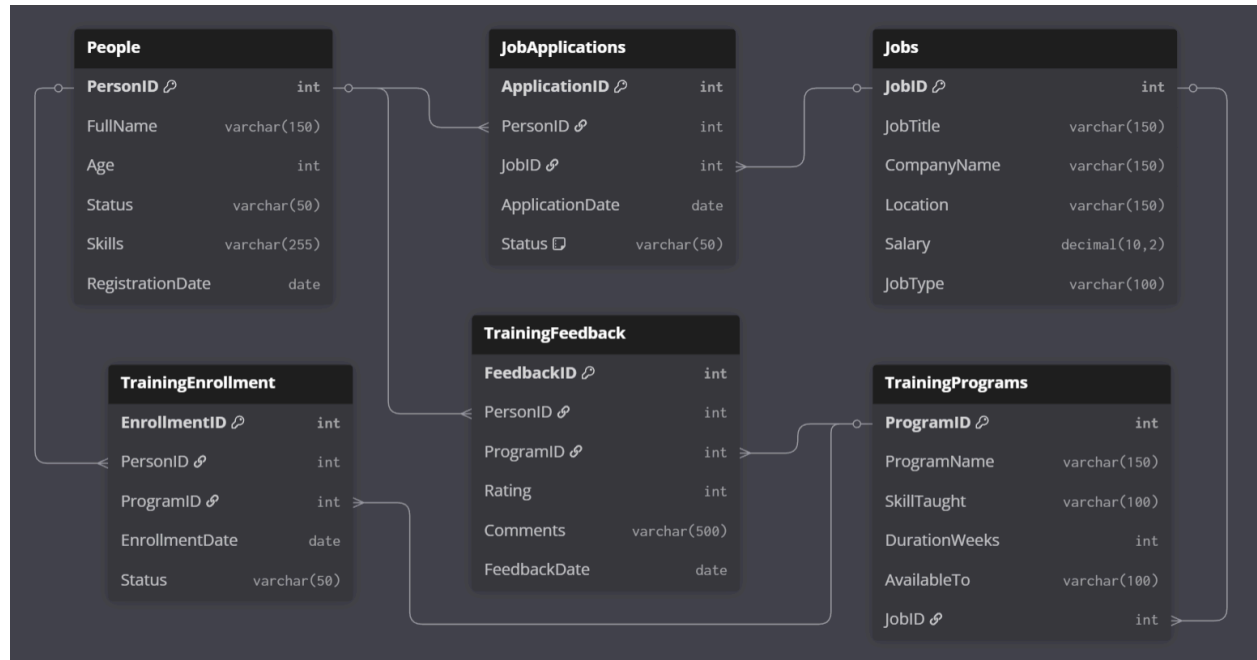 People
PersonID int
FullName varchar(150)
Age int
Status varchar(50)
Skills varchar(255)
RegistrationDate date
JobApplications
ApplicationID int
PersonID int
JobID int
ApplicationDate date
Status varchar(50)
Jobs
JobID int
JobTitle varchar(150)
CompanyName varchar(150)
Location varchar(150)
Salary decimal(10,2)
JobType varchar(100)
TrainingEnrollment
EnrollmentID int
PersonID int
ProgramID int
EnrollmentDate date
Status varchar(50)
TrainingFeedback
FeedbackID int
PersonID int
ProgramID int
Rating int
Comments varchar(500)
FeedbackDate date
TrainingPrograms
ProgramID int
ProgramName varchar(150)
SkillTaught varchar(100)
DurationWeeks int
AvailableTo varchar(100)
JobID int